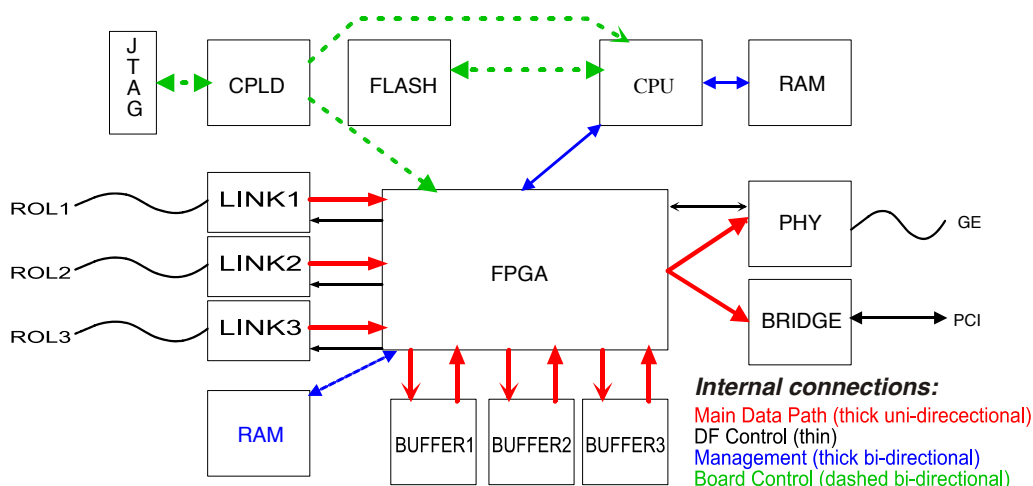 JTAG
CPLD
FLASH
CPU
RAM
ROL1
LINK1
PHY
GE
ROL2
LINK2
FPGA
ROL3
LINK3
BRIDGE
PCI
RAM
BUFFER1
BUFFER2
BUFFER3
Internal connections:
Main Data Path (thick uni-direcectional)
DF Control (thin)
Management (thick bi-directional)
Board Control (dashed bi-directional)